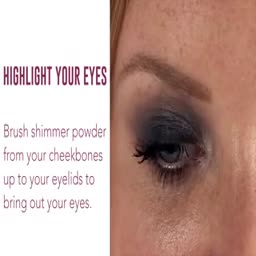 HIGHLIGHT YOUR EYES
Brush shimmer powder
from your cheekbones
up to your eyelids to
bring out your eyes.